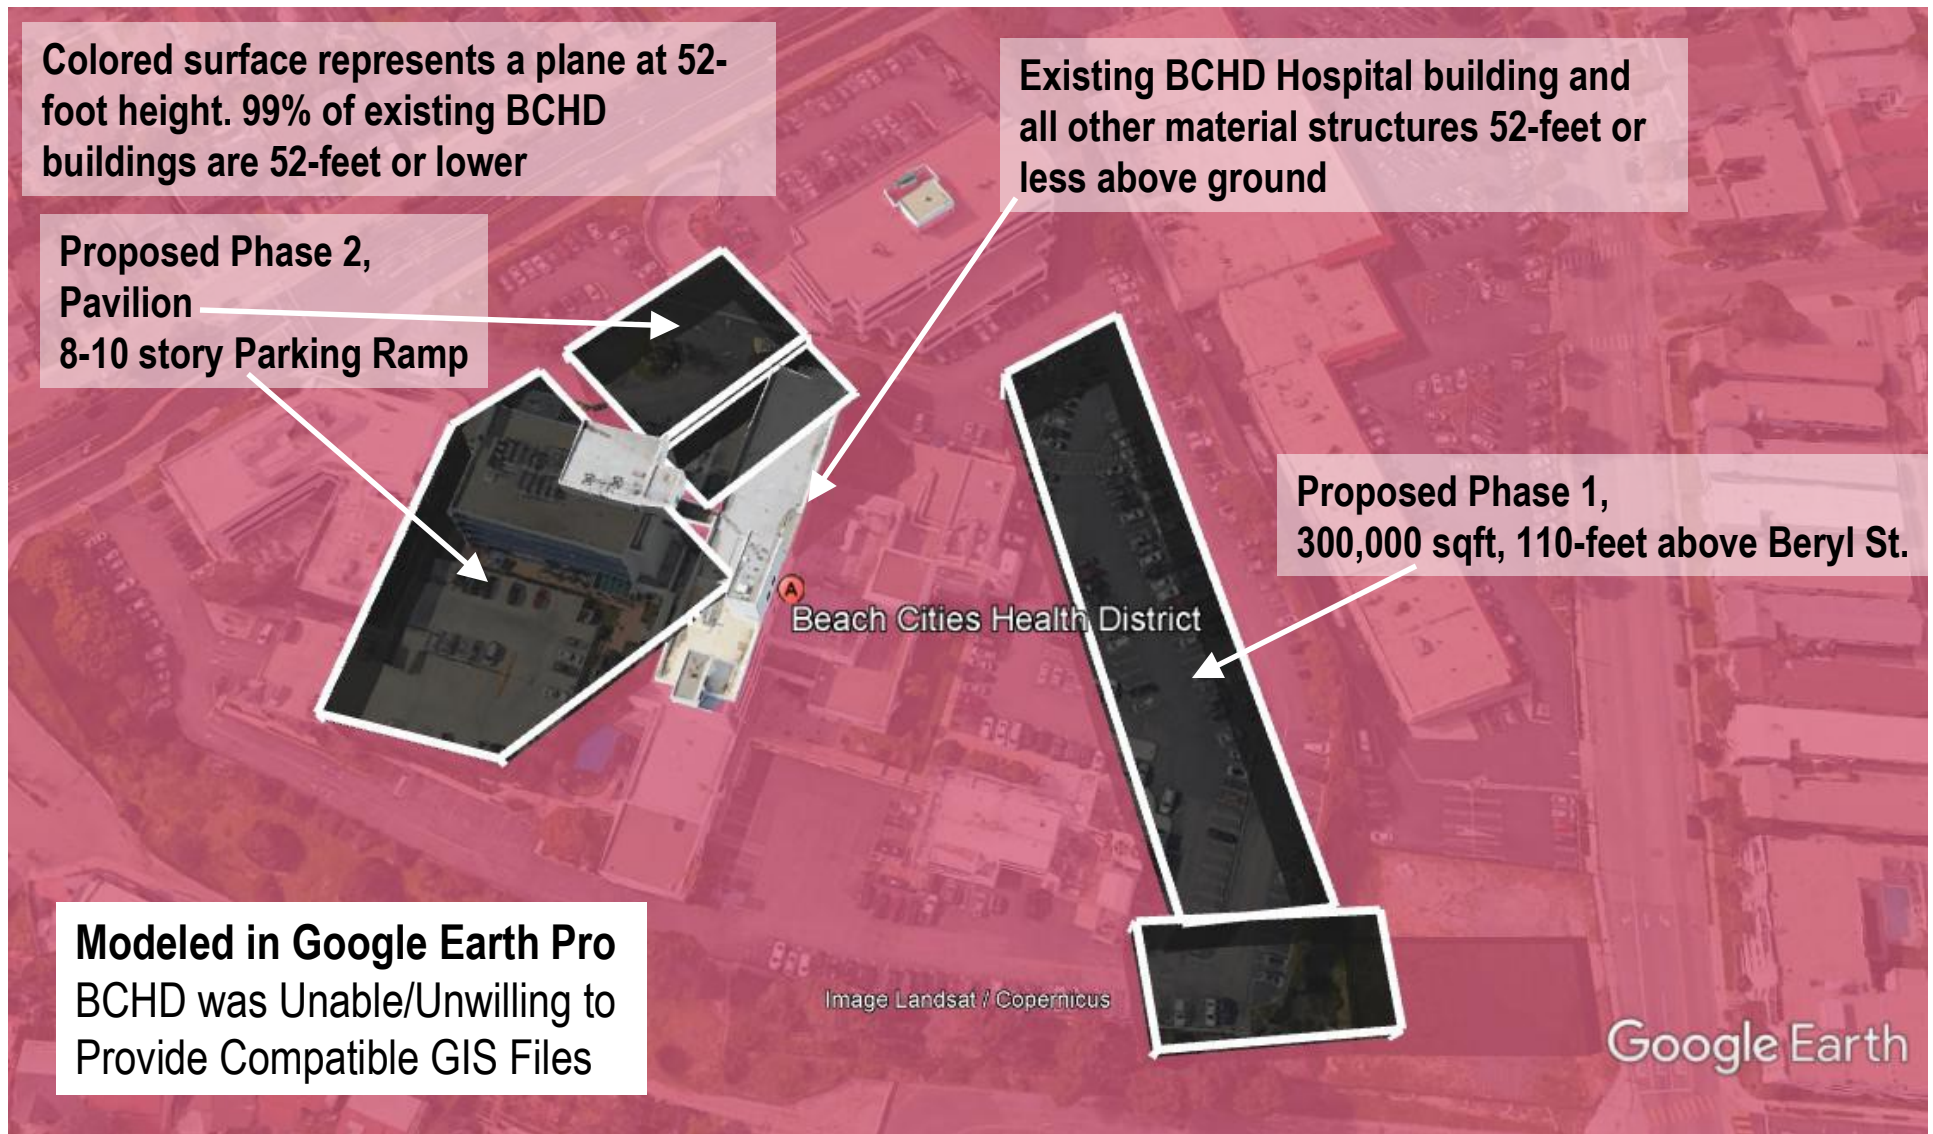 Colored surface represents a plane at 52-
foot height. 99% of existing BCHD
buildings are 52-feet or lower
Existing BCHD Hospital building and
all other material structures 52-feet or
less above ground
Proposed Phase 2,
Pavilion
8-10 story Parking Ramp
Proposed Phase 1,
300,000 sqft, 110-feet above Beryl St.
A
Beach Cities Health District
Modeled in Google Earth Pro
BCHD was Unable/Unwilling to
Provide Compatible GIS Files
Image Landsat / Copernicus
Google Earth